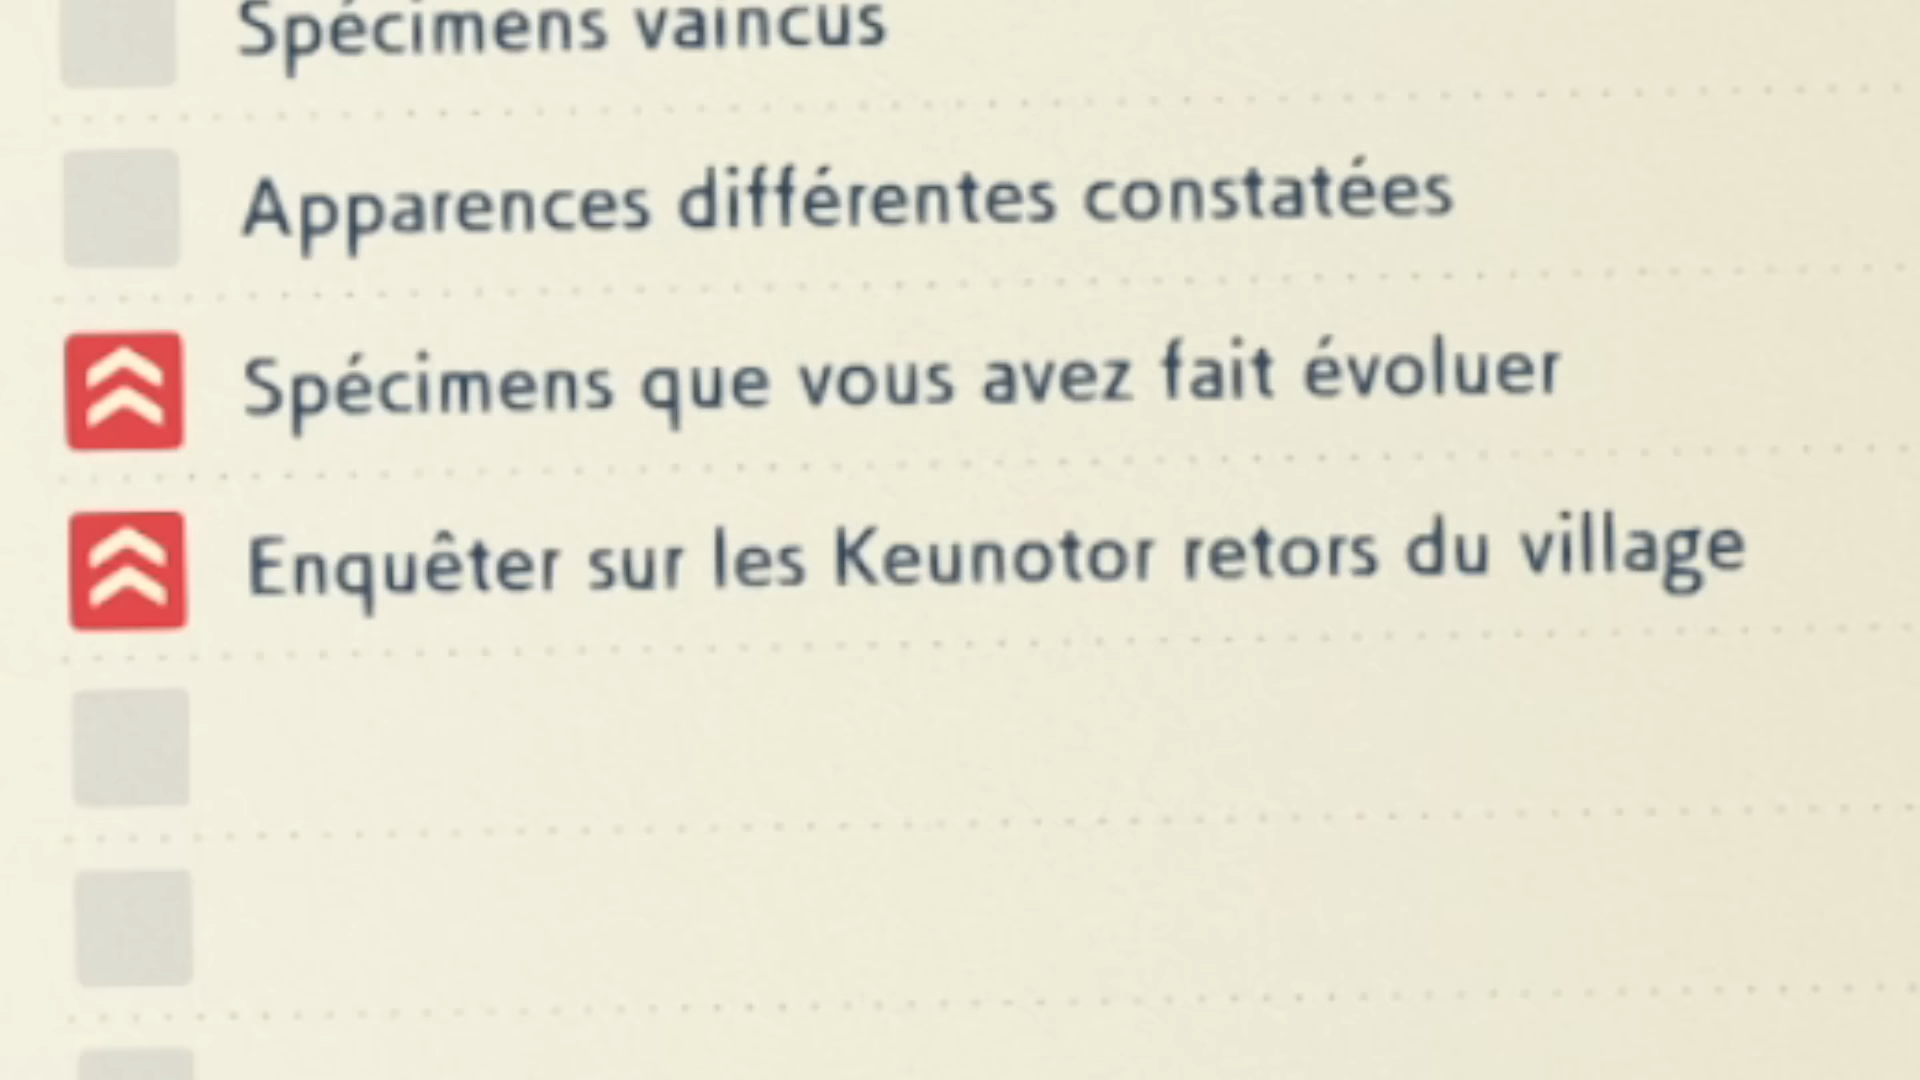 Spécimens vaincus
Apparences différentes constatées
Spécimens que vous avez fait évoluer
Enquêter sur les Keunotor retors du village